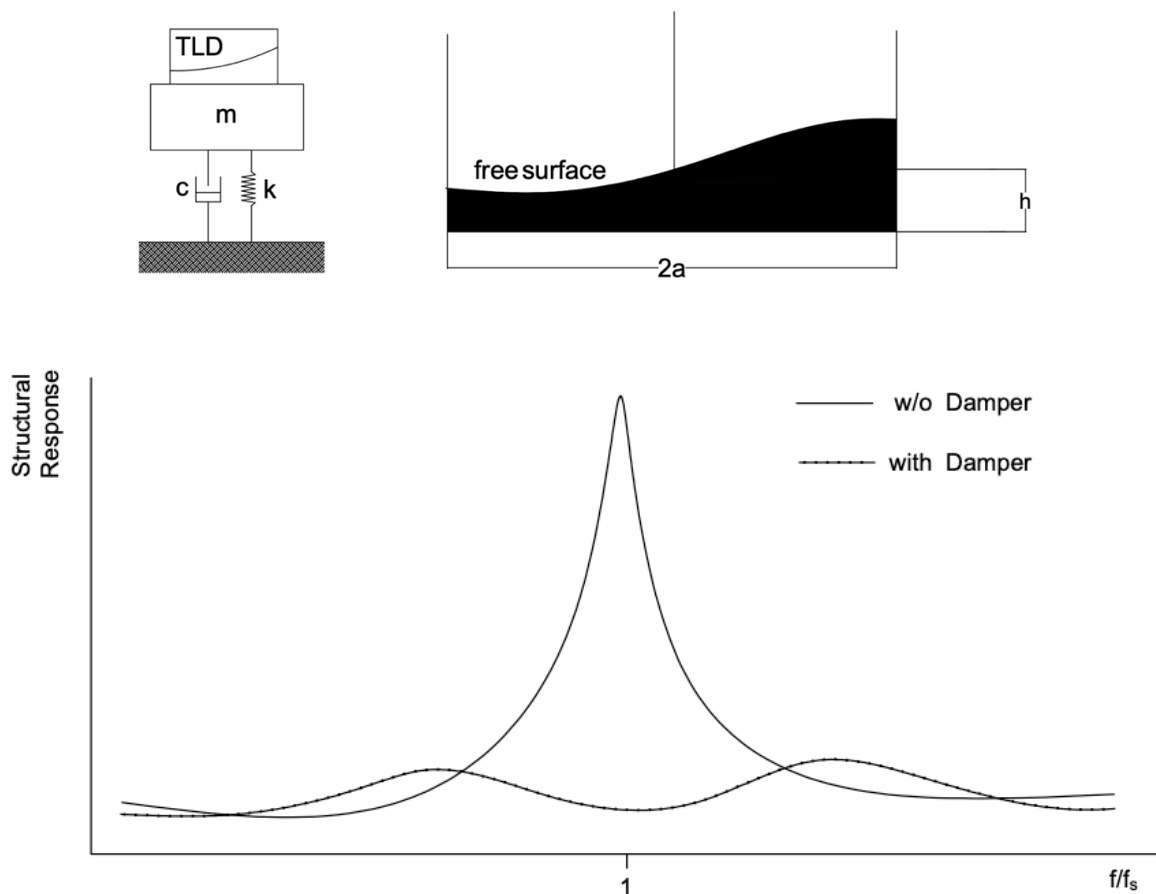 TLD
m
c
k
free surface
h
2a
Structural
Response
w/o Damper
with Damper
1
f/fs